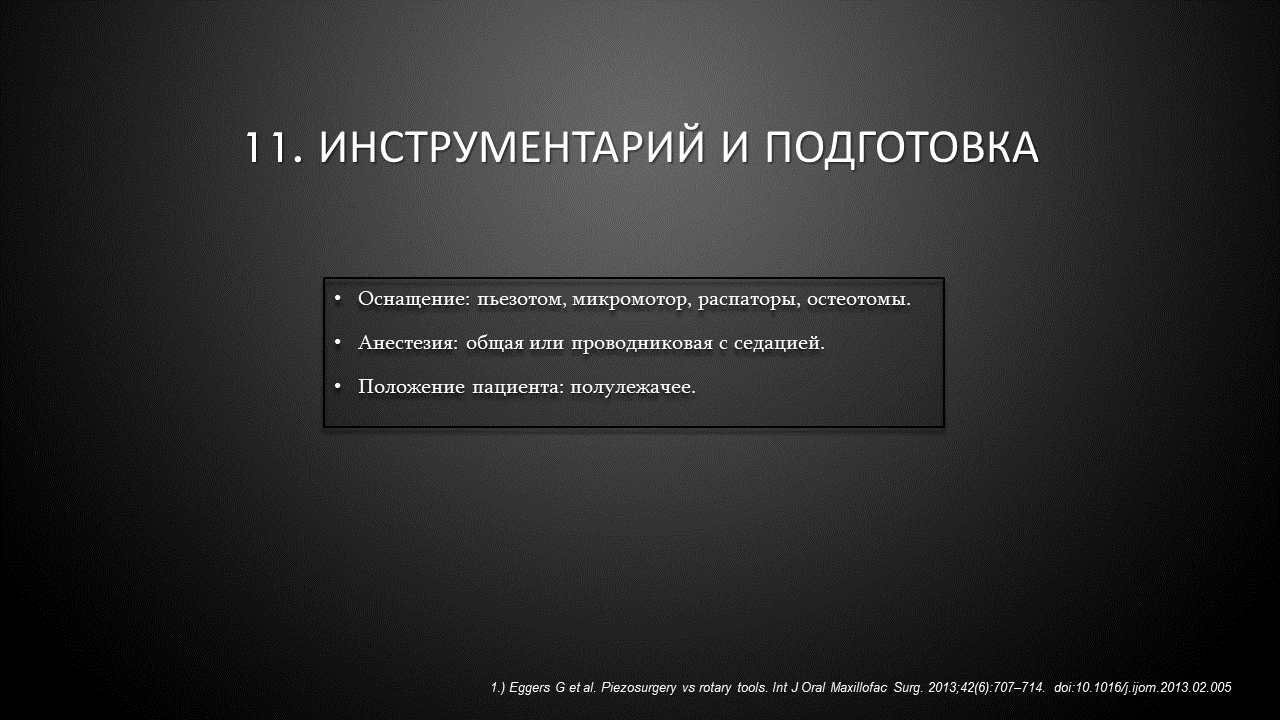 11. ИНСТРУМЕНТАРИЙ И ПОДГОТОВКА
• Оснащение: пьезотом, микромотор, распаторы, остеотомы.
• Анестезия: общая или проводниковая с седацией.
• Положение пациента: полулежачее.
1.) Eggers G et al. Piezosurgery vs rotary tools. Int J Oral Maxillofac Surg. 2013;42(6):707–714. doi:10.1016/j.ijom.2013.02.005